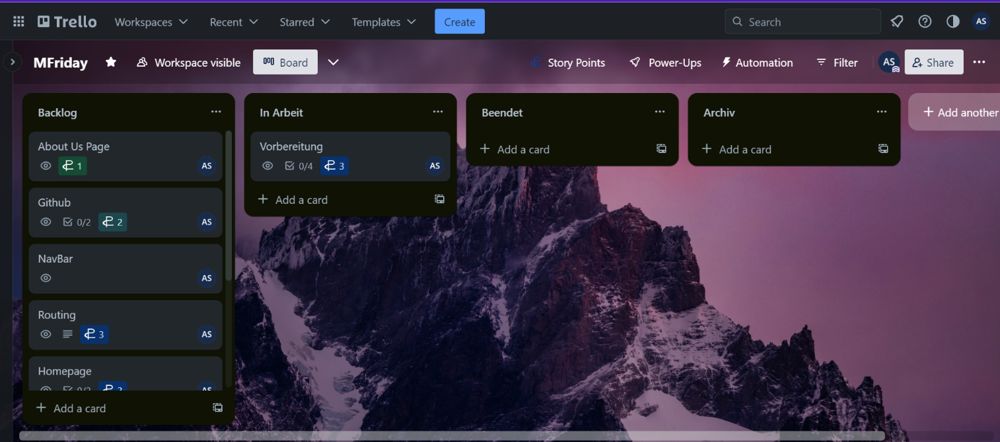 Trello Workspaces Recent Starred Templates Create Search AS
MFriday Workspace visible Board Story Points Power-Ups Automation Filter AS Share
Backlog
About Us Page
1 AS
Github
0/2 2 AS
NavBar
AS
Routing
3 AS
Homepage
AS
Add a card
In Arbeit
Vorbereitung
0/4 3 AS
Add a card
Beendet
Add a card
Archiv
Add a card
Add another